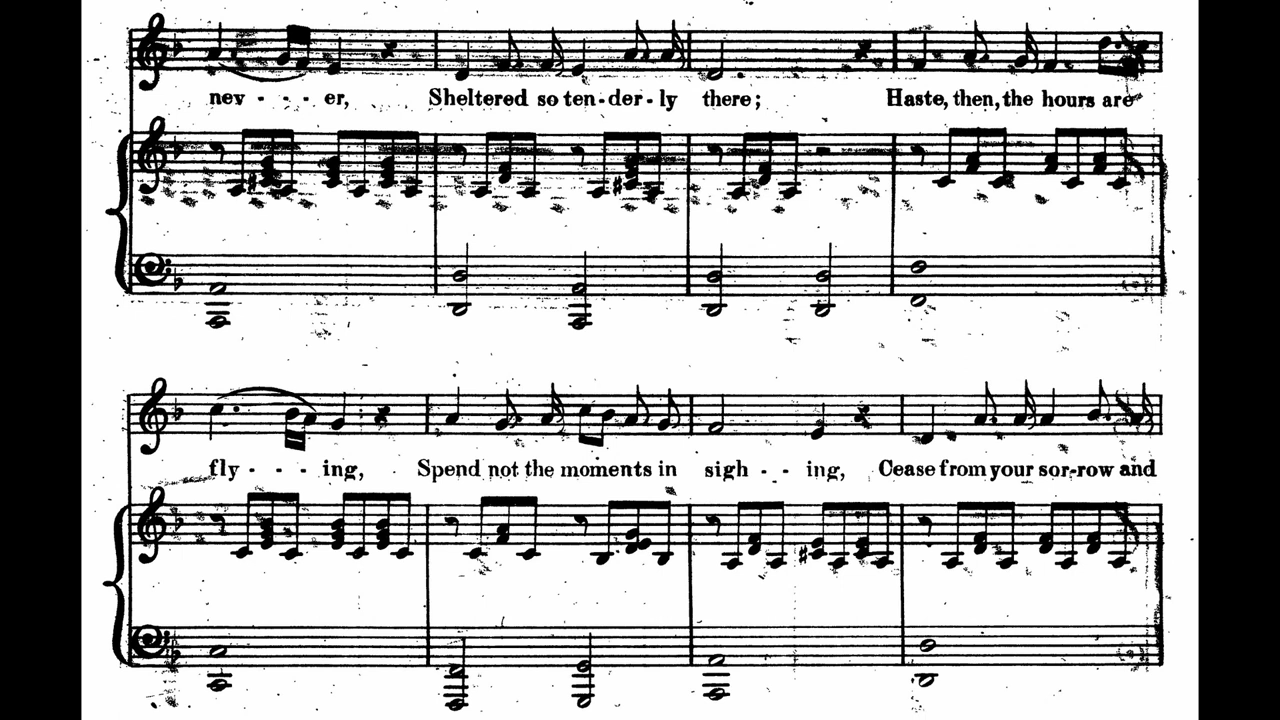 nev - - - er, Sheltered so ten-der-ly there; Haste, then, the hours are
fly - - - ing, Spend not the moments in sigh - - ing, Cease from your sor-row and